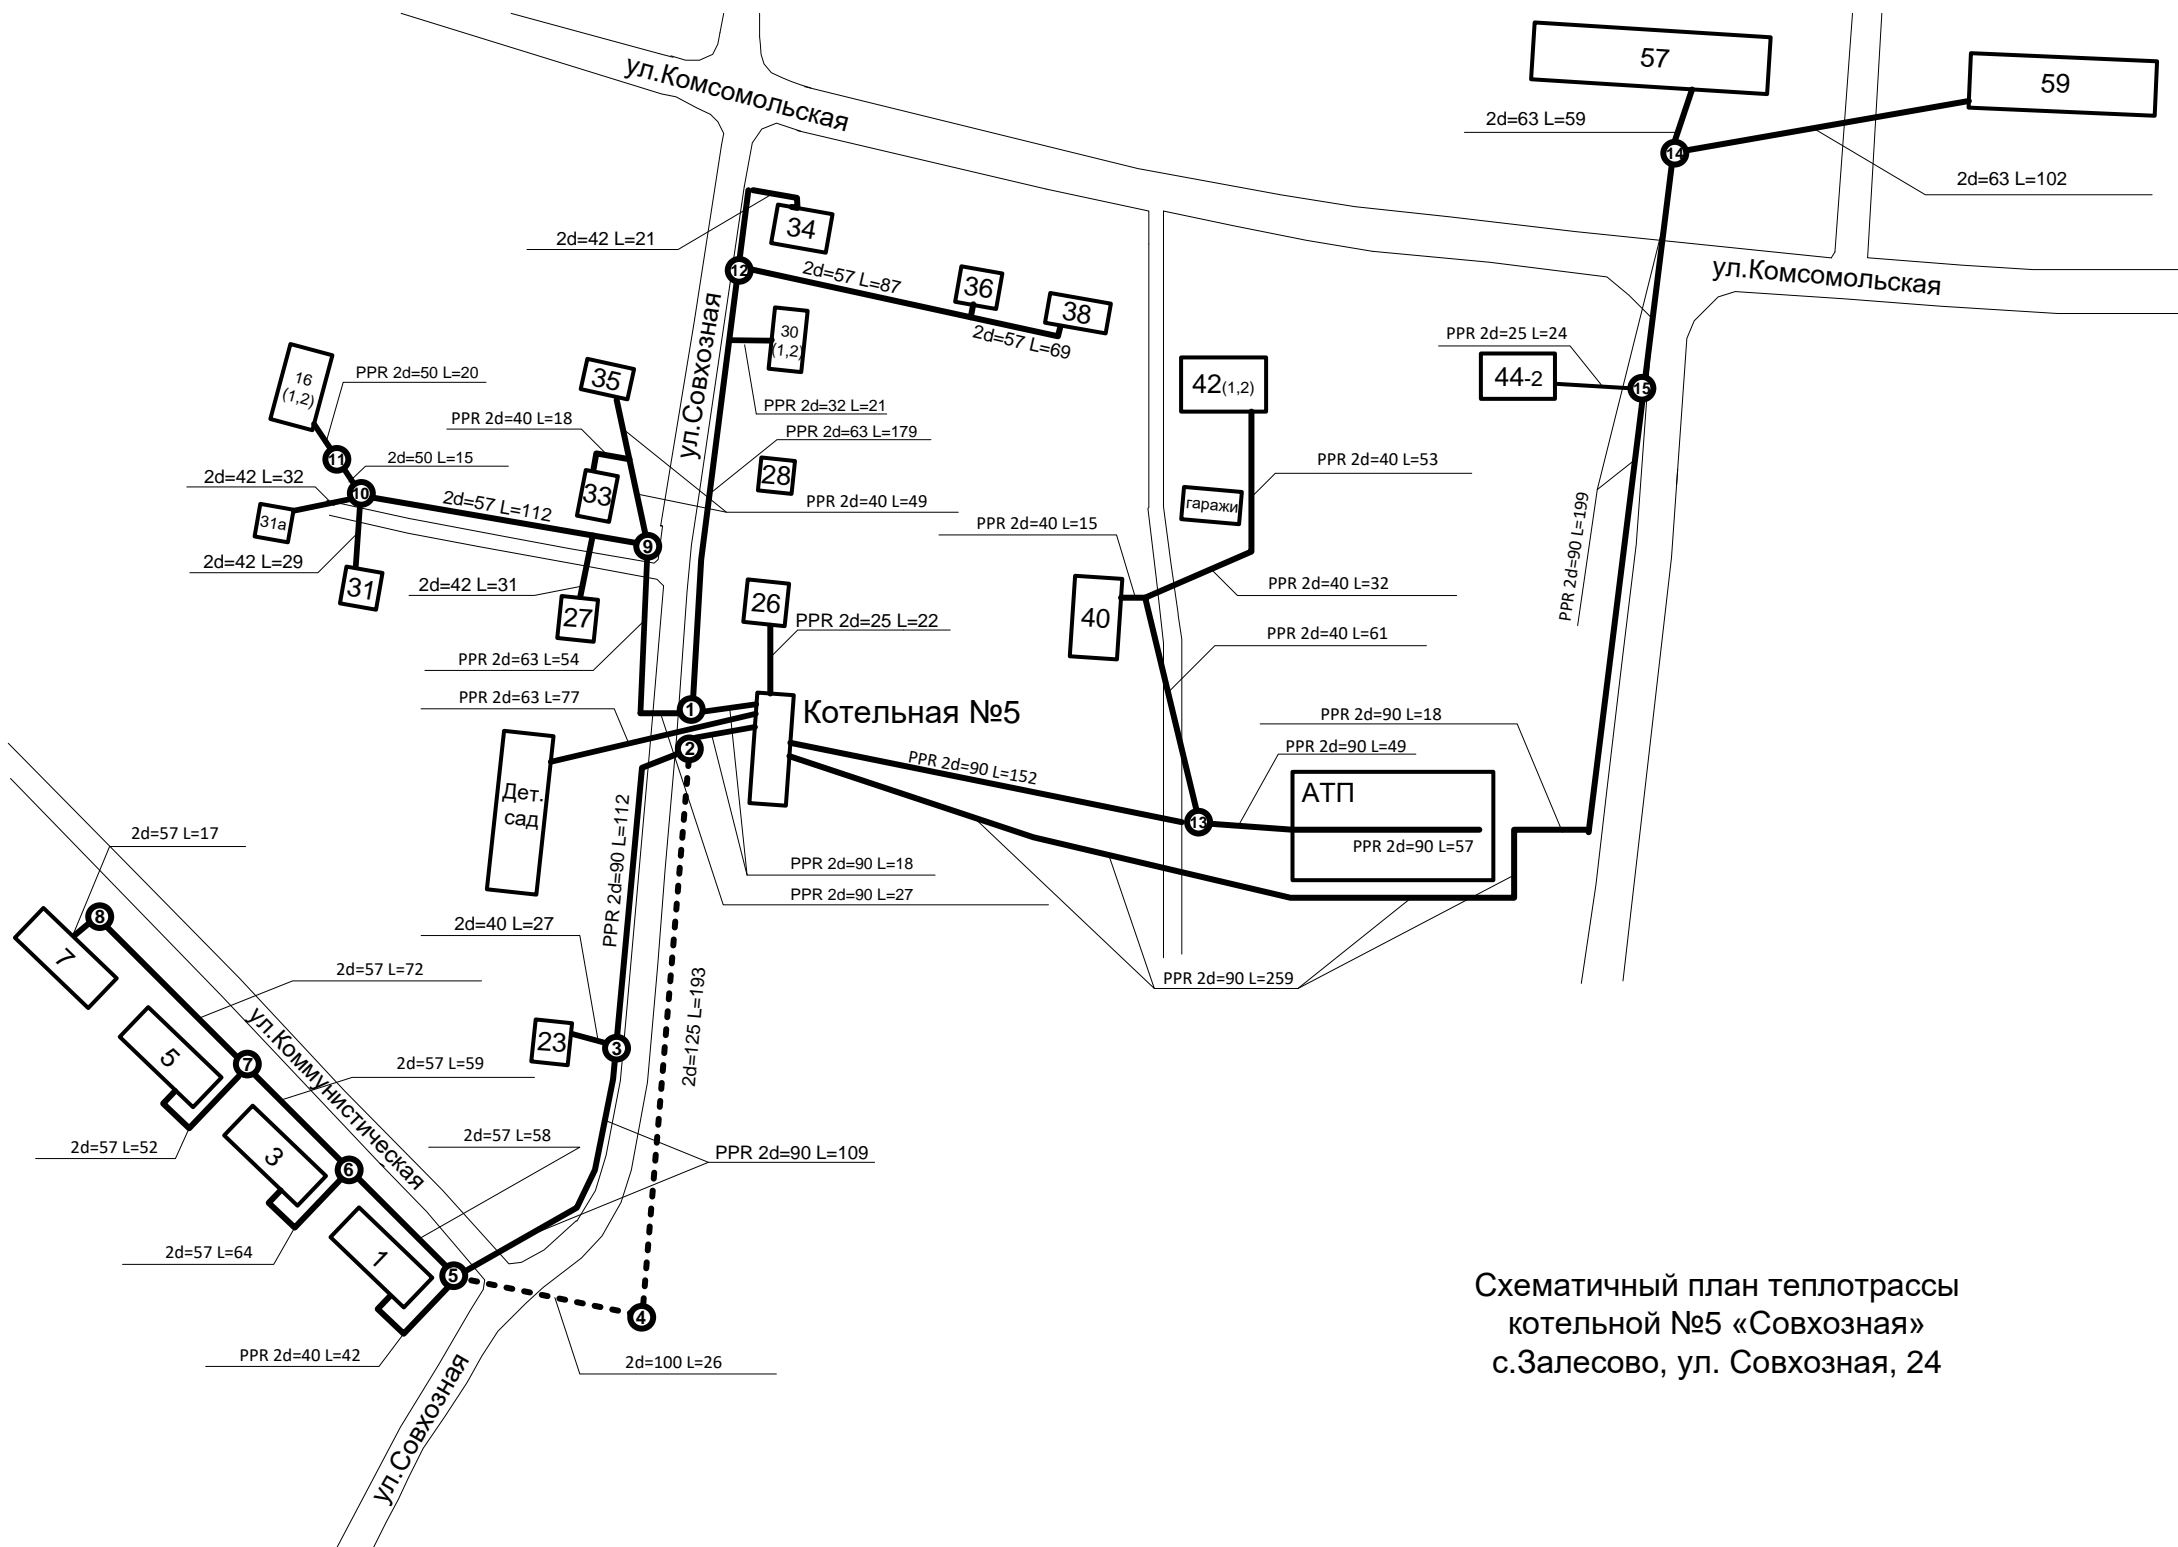 ул.Комсомольская
57
59
2d=63 L=59
14
2d=63 L=102
34
2d=42 L=21
12
2d=57 L=87
36
38
2d=57 L=69
ул.Комсомольская
30
(1,2)
ул.Совхозная
PPR 2d=25 L=24
44-2
15
42(1,2)
16
(1,2)
PPR 2d=50 L=20
35
PPR 2d=40 L=18
PPR 2d=32 L=21
PPR 2d=63 L=179
11
2d=50 L=15
28
PPR 2d=40 L=53
2d=42 L=32
10
33
гаражи
2d=57 L=112
PPR 2d=40 L=49
PPR 2d=40 L=15
31а
9
PPR 2d=90 L=199
2d=42 L=29
31
2d=42 L=31
27
26
PPR 2d=25 L=22
40
PPR 2d=40 L=32
PPR 2d=40 L=61
PPR 2d=63 L=54
PPR 2d=63 L=77
1
Котельная №5
PPR 2d=90 L=18
2
PPR 2d=90 L=49
PPR 2d=90 L=152
Дет.
сад
АТП
13
PPR 2d=90 L=57
2d=57 L=17
PPR 2d=90 L=112
PPR 2d=90 L=18
PPR 2d=90 L=27
8
7
2d=40 L=27
2d=57 L=72
PPR 2d=90 L=259
2d=125 L=193
ул.Коммунистическая
23
3
5
7
2d=57 L=59
2d=57 L=52
3
6
2d=57 L=58
PPR 2d=90 L=109
2d=57 L=64
1
5
4
PPR 2d=40 L=42
2d=100 L=26
ул.Совхозная
Схематичный план теплотрассы
котельной №5 «Совхозная»
с.Залесово, ул. Совхозная, 24